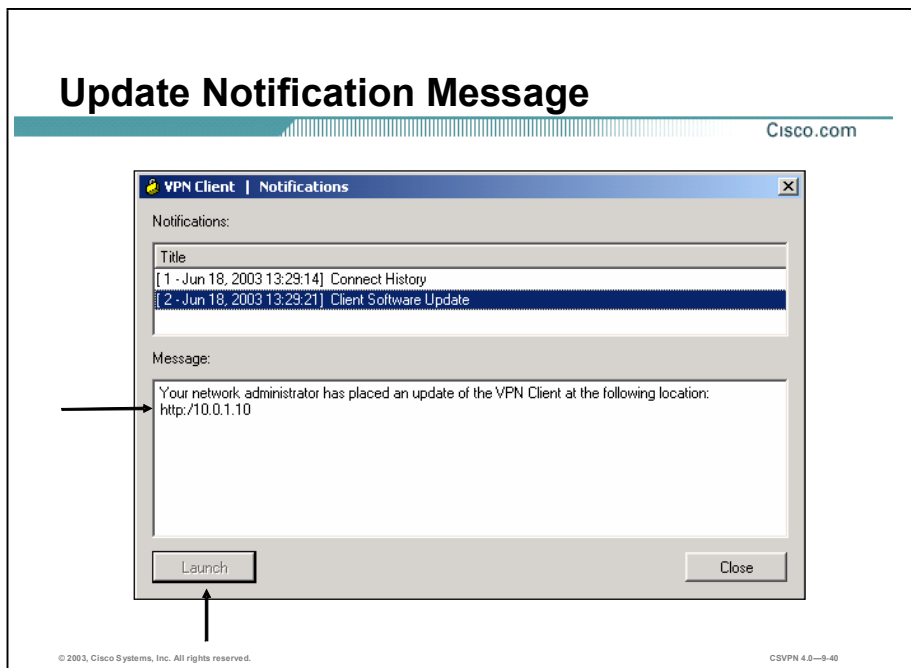 Update Notification Message
Cisco.com
VPN Client | Notifications
Notifications:
Title
[ 1 - Jun 18, 2003 13:29:14] Connect History
[ 2 - Jun 18, 2003 13:29:21] Client Software Update
Message:
Your network administrator has placed an update of the VPN Client at the following location:
http:/10.0.1.10
Launch
Close
© 2003, Cisco Systems, Inc. All rights reserved.
CSVPN 4.0—9-40